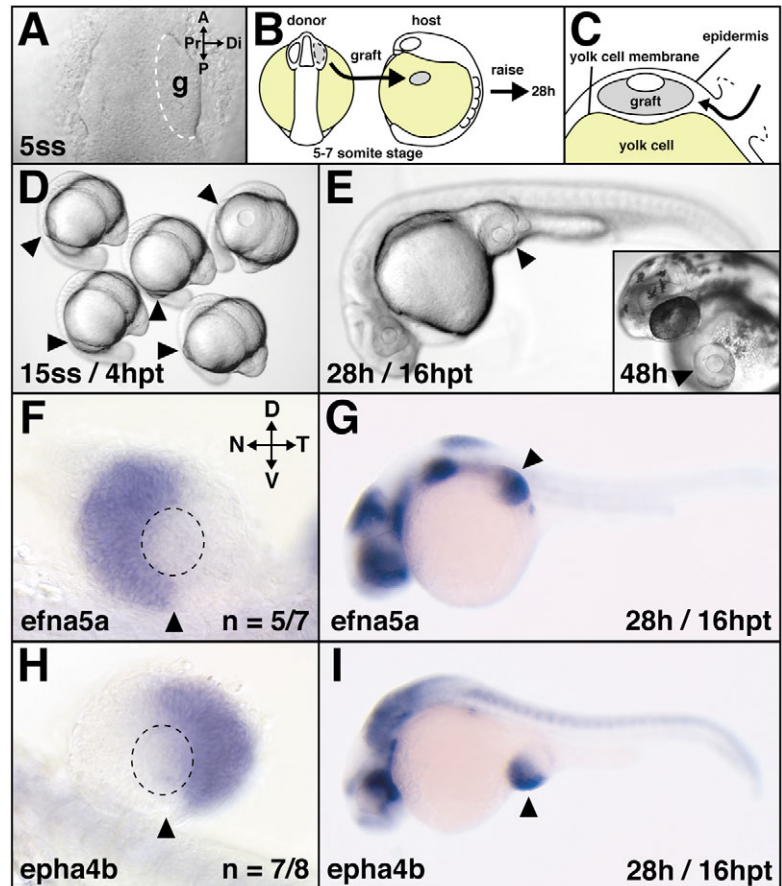 A
A
Pr
Di
P
g
5ss
B
donor
host
graft
raise
28h
5-7 somite stage
C
epidermis
yolk cell membrane
graft
yolk cell
D
15ss / 4hpt
E
28h / 16hpt
48h
F
D
N
T
V
efna5a
n = 5/7
G
efna5a
28h / 16hpt
H
epha4b
n = 7/8
I
epha4b
28h / 16hpt